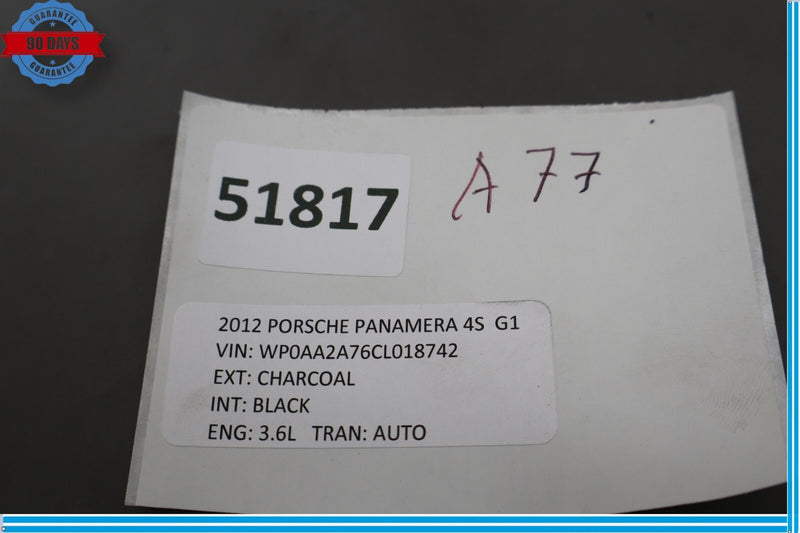 GUARANTEE
90 DAYS
GUARANTEE
51817
A 77
2012 PORSCHE PANAMERA 4S G1
VIN: WP0AA2A76CL018742
EXT: CHARCOAL
INT: BLACK
ENG: 3.6L TRAN: AUTO